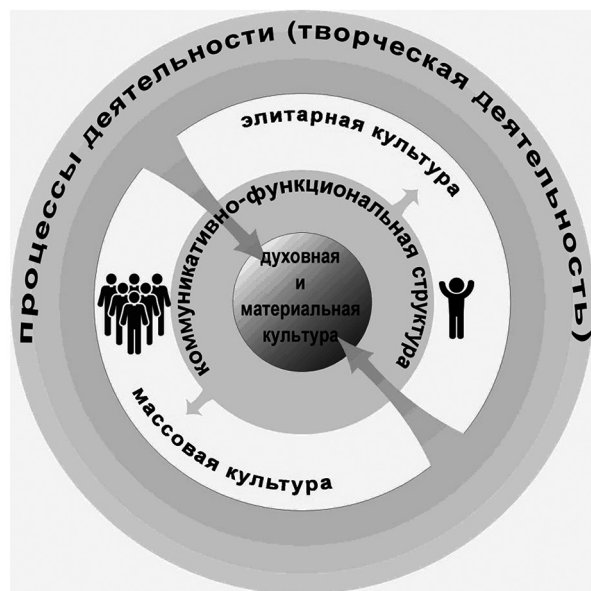 процессы деятельности (творческая деятельность)
элитарная культура
коммуникативно-функциональная структура
духовная
и
материальная
культура
массовая культура